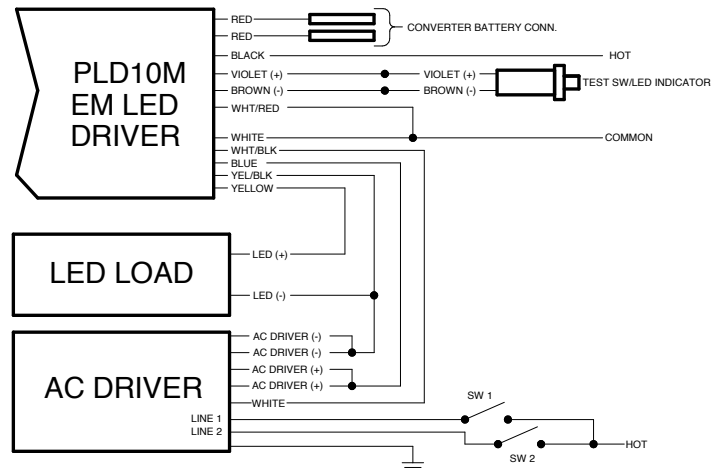 RED
CONVERTER BATTERY CONN.
RED
BLACK
HOT
PLD10M
EM LED
DRIVER
VIOLET (+)
VIOLET (+)
TEST SW/LED INDICATOR
BROWN (-)
BROWN (-)
WHT/RED
WHITE
COMMON
WHT/BLK
BLUE
YEL/BLK
YELLOW
LED LOAD
LED (+)
LED (-)
AC DRIVER
AC DRIVER (-)
AC DRIVER (-)
AC DRIVER (+)
AC DRIVER (+)
WHITE
SW 1
LINE 1
LINE 2
HOT
SW 2